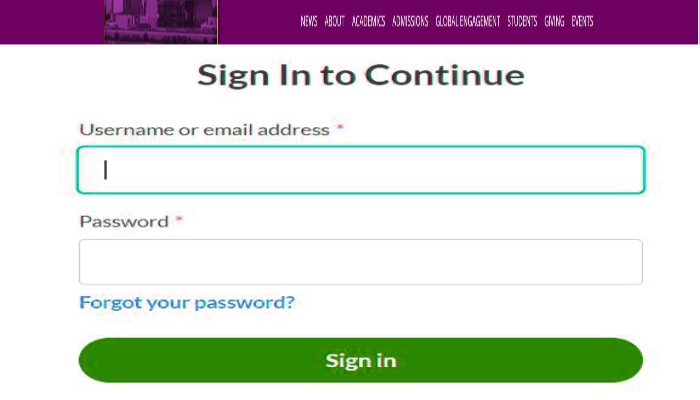 NEWS ABOUT ACADEMICS ADMISSIONS GLOBAL ENGAGEMENT STUDENTS GIVING EVENTS
Sign In to Continue
Username or email address *
Password *
Forgot your password?
Sign in